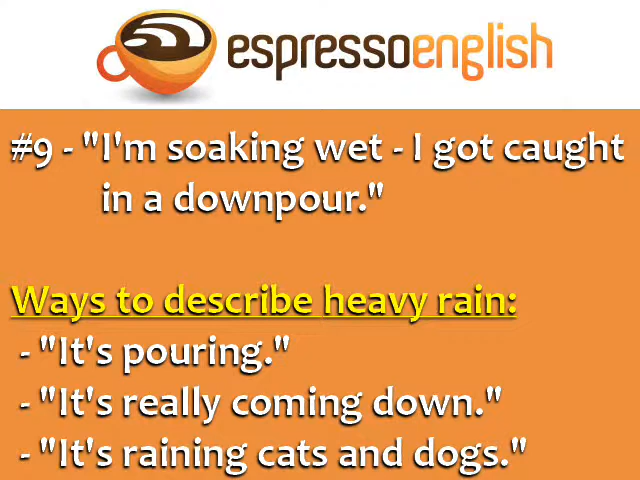 espressoenglish
#9 - "I'm soaking wet - I got caught
in a downpour."
Ways to describe heavy rain:
- "It's pouring."
- "It's really coming down."
- "It's raining cats and dogs."